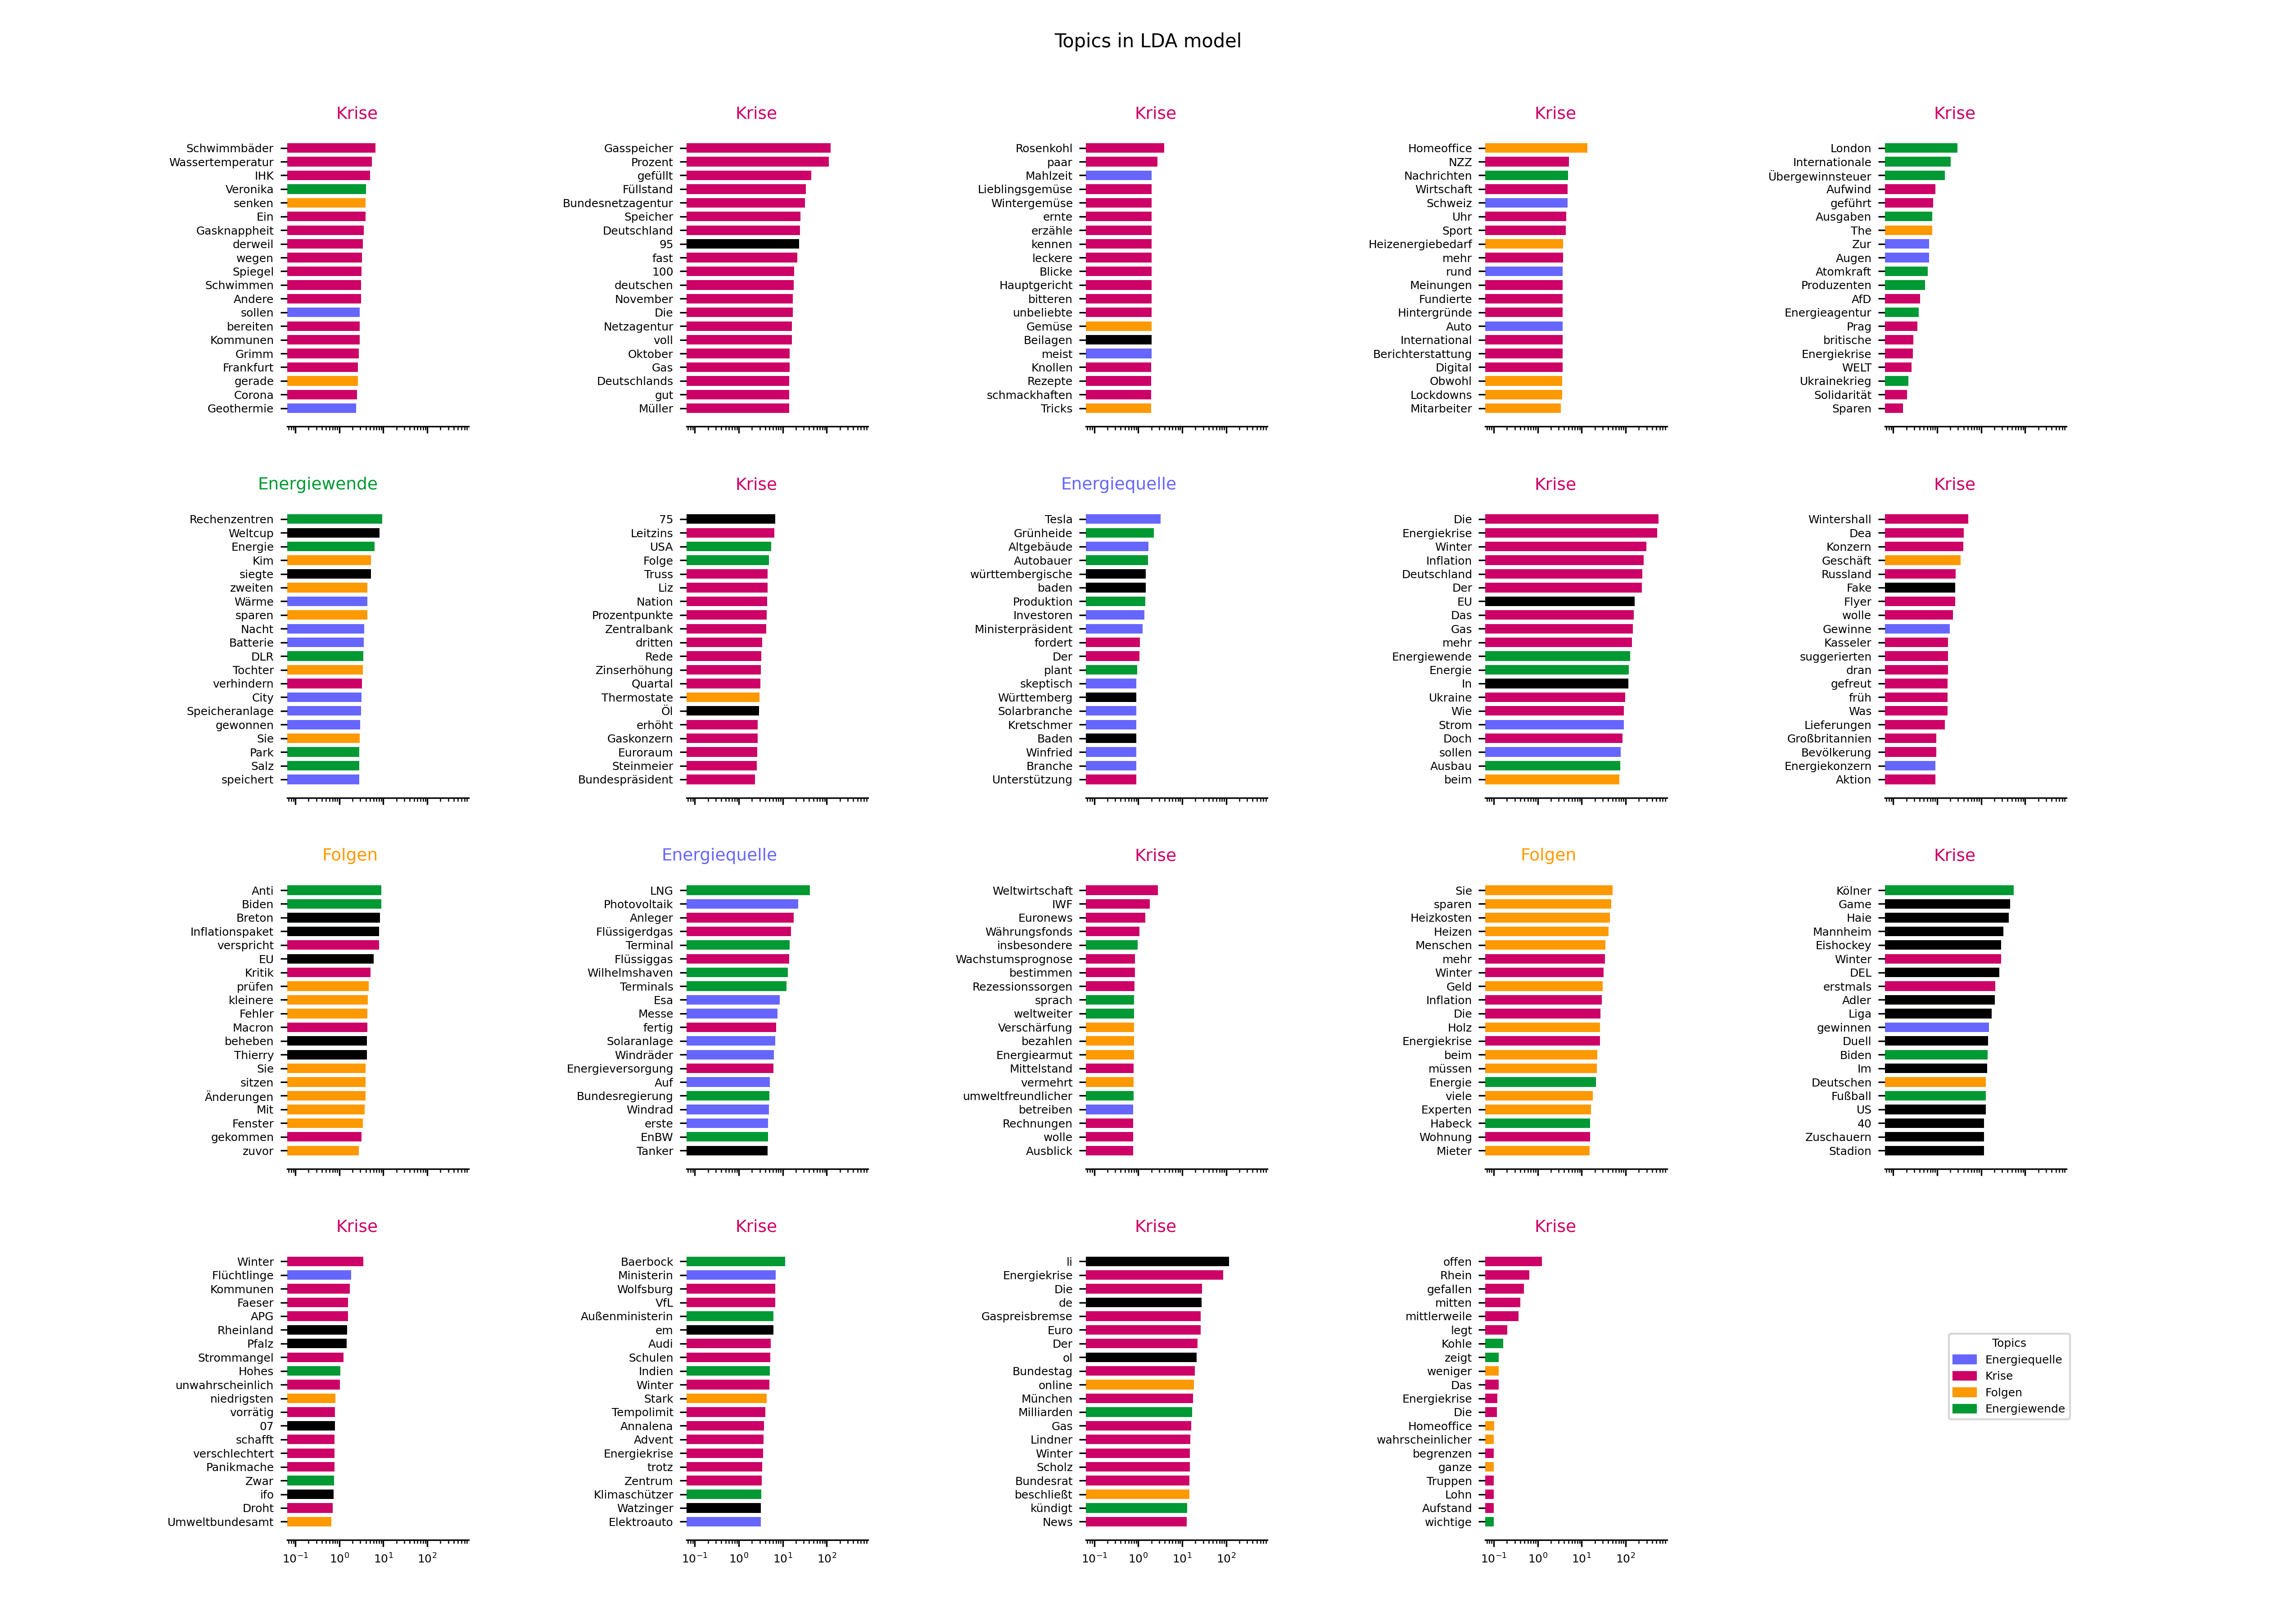 Topics in LDA model
Krise
Schwimmbäder
Wassertemperatur
IHK
Veronika
senken
Ein
Gasknappheit
derweil
wegen
Spiegel
Schwimmen
Andere
sollen
bereiten
Kommunen
Grimm
Frankfurt
gerade
Corona
Geothermie
Krise
Gasspeicher
Prozent
gefüllt
Füllstand
Bundesnetzagentur
Speicher
Deutschland
95
fast
100
deutschen
November
Die
Netzagentur
voll
Oktober
Gas
Deutschlands
gut
Müller
Krise
Rosenkohl
paar
Mahlzeit
Lieblingsgemüse
Wintergemüse
ernte
erzähle
kennen
leckere
Blicke
Hauptgericht
bitteren
unbeliebte
Gemüse
Beilagen
meist
Knollen
Rezepte
schmackhaften
Tricks
Krise
Homeoffice
NZZ
Nachrichten
Wirtschaft
Schweiz
Uhr
Sport
Heizenergiebedarf
mehr
rund
Meinungen
Fundierte
Hintergründe
Auto
International
Berichterstattung
Digital
Obwohl
Lockdowns
Mitarbeiter
Krise
London
Internationale
Übergewinnsteuer
Aufwind
geführt
Ausgaben
The
Zur
Augen
Atomkraft
Produzenten
AfD
Energieagentur
Prag
britische
Energiekrise
WELT
Ukrainekrieg
Solidarität
Sparen
Energiewende
Rechenzentren
Weltcup
Energie
Kim
siegte
zweiten
Wärme
sparen
Nacht
Batterie
DLR
Tochter
verhindern
City
Speicheranlage
gewonnen
Sie
Park
Salz
speichert
Krise
75
Leitzins
USA
Folge
Truss
Liz
Nation
Prozentpunkte
Zentralbank
dritten
Rede
Zinserhöhung
Quartal
Thermostate
Öl
erhöht
Gaskonzern
Euroraum
Steinmeier
Bundespräsident
Energiequelle
Tesla
Grünheide
Altgebäude
Autobauer
württembergische
baden
Produktion
Investoren
Ministerpräsident
fordert
Der
plant
skeptisch
Württemberg
Solarbranche
Kretschmer
Baden
Winfried
Branche
Unterstützung
Krise
Die
Energiekrise
Winter
Inflation
Deutschland
Der
EU
Das
Gas
mehr
Energiewende
Energie
In
Ukraine
Wie
Strom
Doch
sollen
Ausbau
beim
Krise
Wintershall
Dea
Konzern
Geschäft
Russland
Fake
Flyer
wolle
Gewinne
Kasseler
suggerierten
dran
gefreut
früh
Was
Lieferungen
Großbritannien
Bevölkerung
Energiekonzern
Aktion
Folgen
Anti
Biden
Breton
Inflationspaket
verspricht
EU
Kritik
prüfen
kleinere
Fehler
Macron
beheben
Thierry
Sie
sitzen
Änderungen
Mit
Fenster
gekommen
zuvor
Energiequelle
LNG
Photovoltaik
Anleger
Flüssigerdgas
Terminal
Flüssiggas
Wilhelmshaven
Terminals
Esa
Messe
fertig
Solaranlage
Windräder
Energieversorgung
Auf
Bundesregierung
Windrad
erste
EnBW
Tanker
Krise
Weltwirtschaft
IWF
Euronews
Währungsfonds
insbesondere
Wachstumsprognose
bestimmen
Rezessionssorgen
sprach
weltweiter
Verschärfung
bezahlen
Energiearmut
Mittelstand
vermehrt
umweltfreundlicher
betreiben
Rechnungen
wolle
Ausblick
Folgen
Sie
sparen
Heizkosten
Heizen
Menschen
mehr
Winter
Geld
Inflation
Die
Holz
Energiekrise
beim
müssen
Energie
viele
Experten
Habeck
Wohnung
Mieter
Krise
Kölner
Game
Haie
Mannheim
Eishockey
Winter
DEL
erstmals
Adler
Liga
gewinnen
Duell
Biden
Im
Deutschen
Fußball
US
40
Zuschauern
Stadion
Krise
Winter
Flüchtlinge
Kommunen
Faeser
APG
Rheinland
Pfalz
Strommangel
Hohes
unwahrscheinlich
niedrigsten
vorrätig
07
schafft
verschlechtert
Panikmache
Zwar
ifo
Droht
Umweltbundesamt
10⁻¹ 10⁰ 10¹ 10²
Krise
Baerbock
Ministerin
Wolfsburg
VfL
Außenministerin
em
Audi
Schulen
Indien
Winter
Stark
Tempolimit
Annalena
Advent
Energiekrise
trotz
Zentrum
Klimaschützer
Watzinger
Elektroauto
10⁻¹ 10⁰ 10¹ 10²
Krise
li
Energiekrise
Die
de
Gaspreisbremse
Euro
Der
ol
Bundestag
online
München
Milliarden
Gas
Lindner
Winter
Scholz
Bundesrat
beschließt
kündigt
News
10⁻¹ 10⁰ 10¹ 10²
Krise
offen
Rhein
gefallen
mitten
mittlerweile
legt
Kohle
zeigt
weniger
Das
Energiekrise
Die
Homeoffice
wahrscheinlicher
begrenzen
ganze
Truppen
Lohn
Aufstand
wichtige
10⁻¹ 10⁰ 10¹ 10²
Topics
Energiequelle
Krise
Folgen
Energiewende